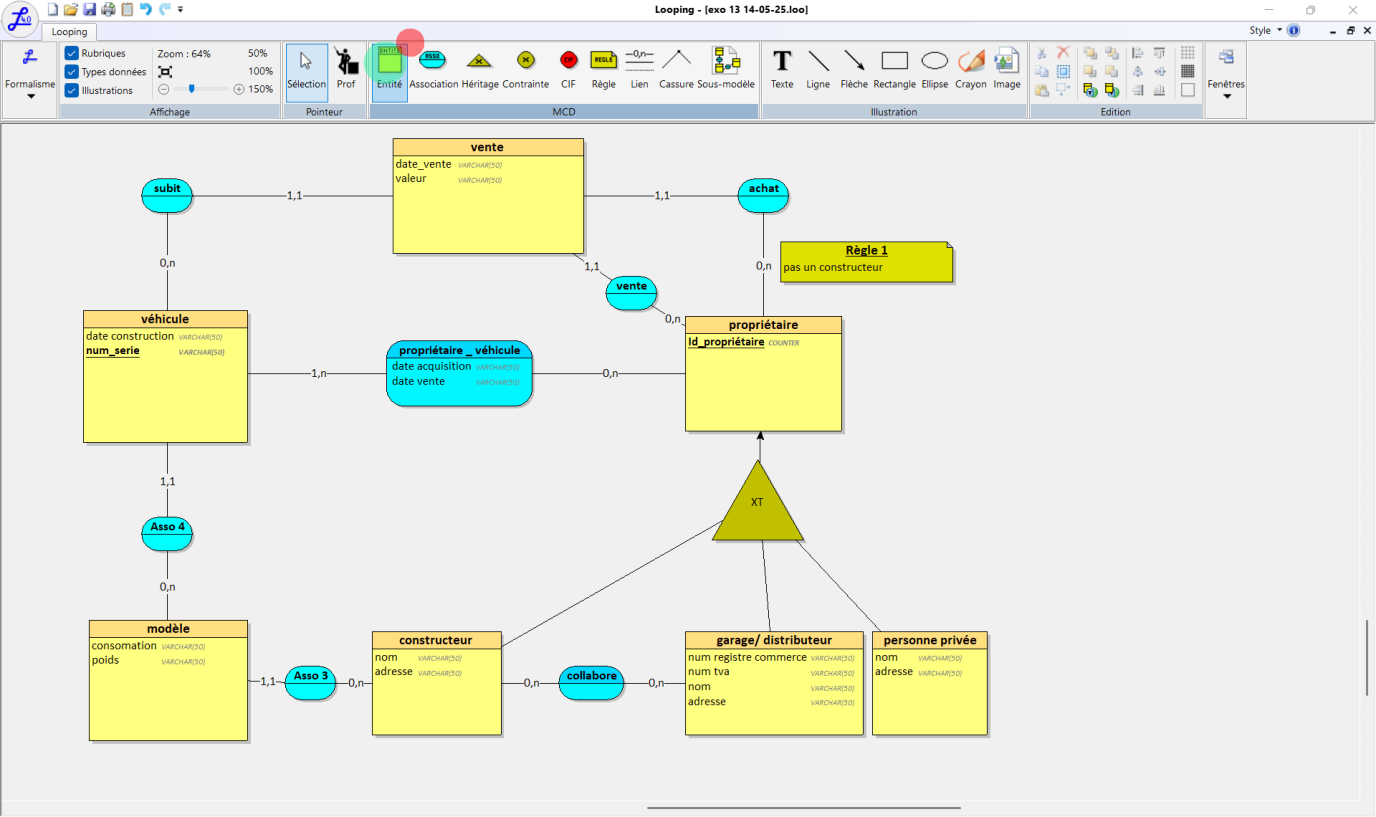 Looping - [exo 13 14-05-25.loo]
Looping
Style
Formalisme
Rubriques
Types données
Illustrations
Zoom : 64%
50%
100%
150%
Affichage
Sélection
Prof
Pointeur
ENTITÉ
Entité
ASSO
Association
Héritage
Contrainte
CIF
CIF
RÈGLE
Règle
—0,n—
Lien
Cassure
Sous-modèle
MCD
T
Texte
Ligne
Flèche
Rectangle
Ellipse
Crayon
Image
Illustration
Edition
Fenêtres
vente
date_vente VARCHAR(50)
valeur VARCHAR(50)
subit
1,1
1,1
achat
0,n
0,n
Règle 1
pas un constructeur
1,1
vente
0,n
véhicule
date construction VARCHAR(50)
num_serie VARCHAR(50)
1,n
propriétaire _ véhicule
date acquisition VARCHAR(50)
date vente VARCHAR(50)
0,n
propriétaire
Id_propriétaire COUNTER
1,1
Asso 4
0,n
XT
modèle
consomation VARCHAR(50)
poids VARCHAR(50)
1,1
Asso 3
0,n
constructeur
nom VARCHAR(50)
adresse VARCHAR(50)
0,n
collabore
0,n
garage/ distributeur
num registre commerce VARCHAR(50)
num tva VARCHAR(50)
nom VARCHAR(50)
adresse VARCHAR(50)
personne privée
nom VARCHAR(50)
adresse VARCHAR(50)